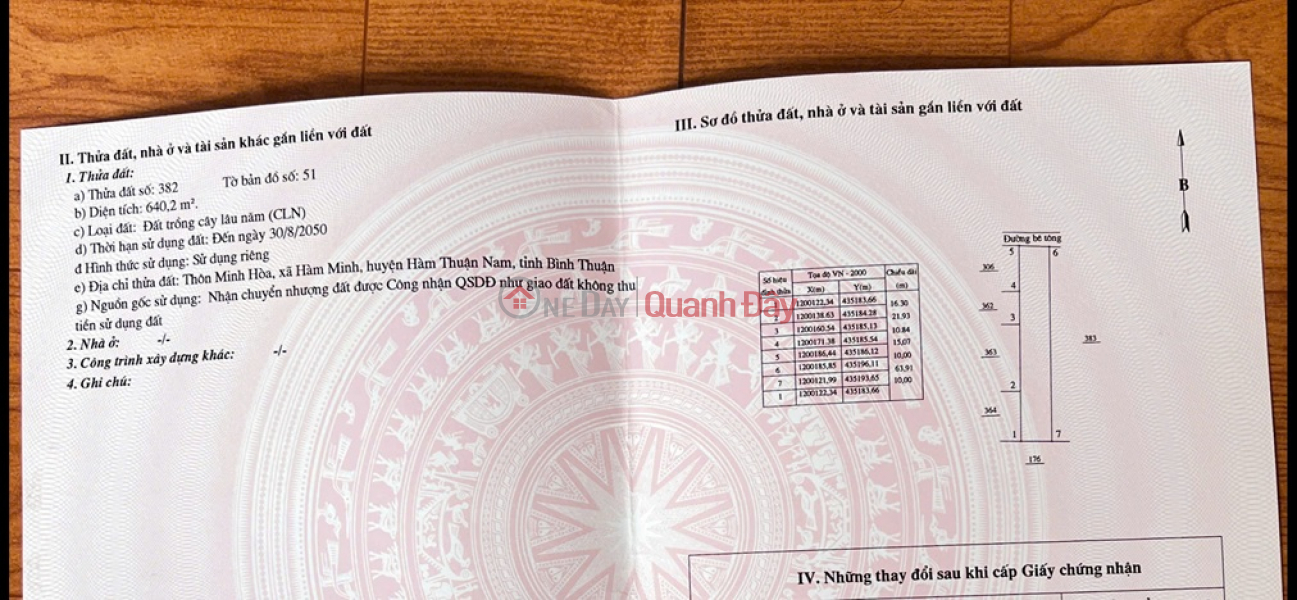 II. Thửa đất, nhà ở và tài sản khác gắn liền với đất
1. Thửa đất:
a) Thửa đất số: 382 Tờ bản đồ số: 51
b) Diện tích: 640,2 m².
c) Loại đất: Đất trồng cây lâu năm (CLN)
d) Thời hạn sử dụng đất: Đến ngày 30/8/2050
đ Hình thức sử dụng: Sử dụng riêng
e) Địa chỉ thửa đất: Thôn Minh Hòa, xã Hàm Minh, huyện Hàm Thuận Nam, tỉnh Bình Thuận
g) Nguồn gốc sử dụng: Nhận chuyển nhượng đất được Công nhận QSDĐ như giao đất không thu
tiền sử dụng đất
2. Nhà ở: -/-
3. Công trình xây dựng khác: -/-
4. Ghi chú:
ONEDAY Quanh Đây
III. Sơ đồ thửa đất, nhà ở và tài sản gắn liền với đất
B
Số hiệu đỉnh thửa Tọa độ VN - 2000 Chiều dài (m)
X(m) Y(m)
1200122,34 435183,66
16.30
2 1200138.63 435184.28
21.93
3 1200160.54 435185,13
10.84
4 1200171.38 435185.54
15,07
5 1200186,44 435186,12
10,00
6 1200185,85 435196,11
63,91
7 1200121,99 435193,65
10,00
1 1200122,34 435183,66
Đường bê tông
5 6
306
4
362
3
383
363
2
364
1 7
176
IV. Những thay đổi sau khi cấp Giấy chứng nhận